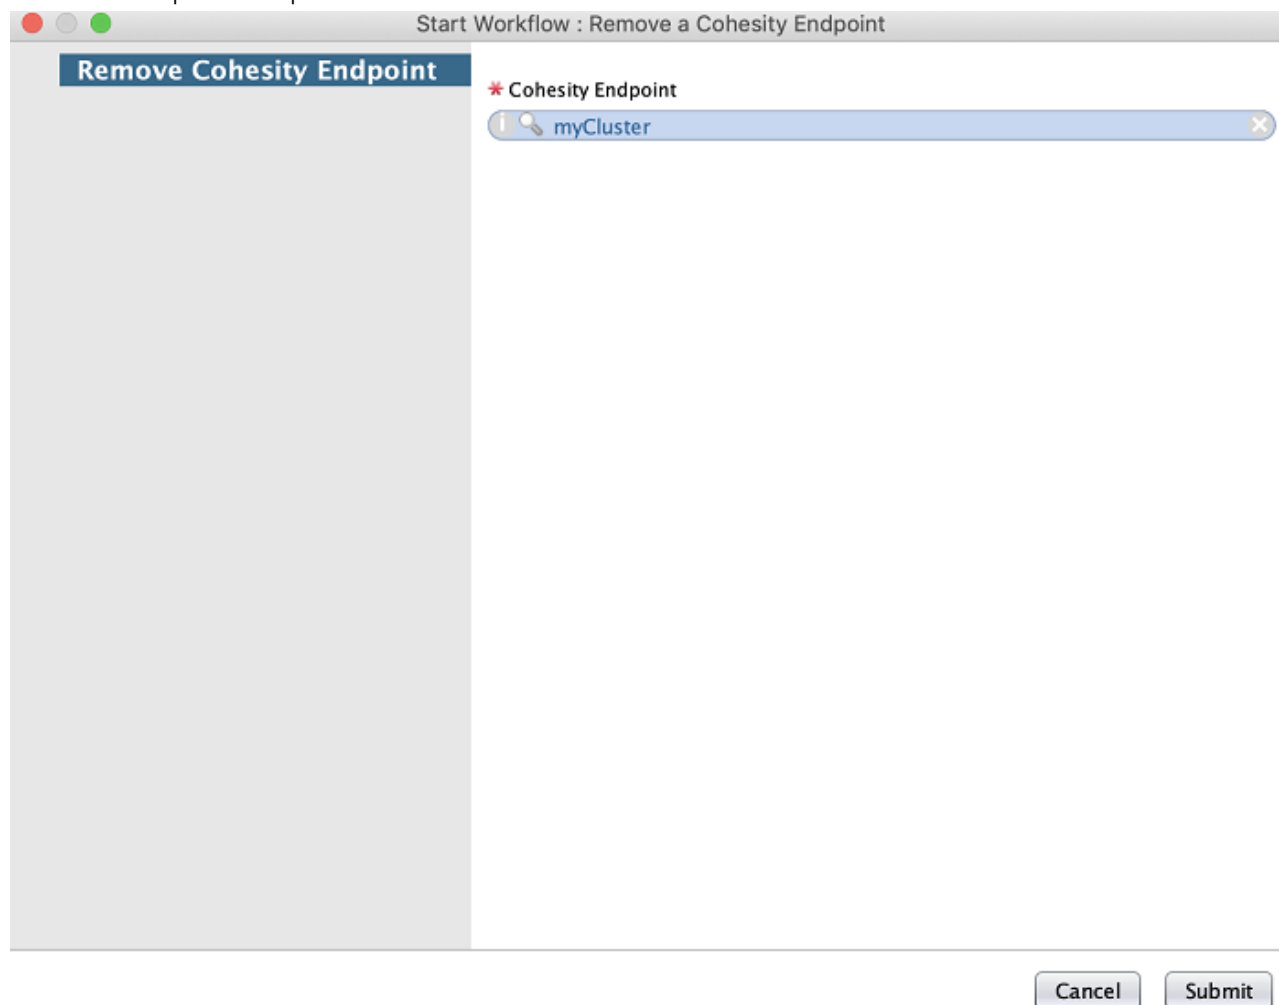 Start Workflow : Remove a Cohesity Endpoint
Remove Cohesity Endpoint
* Cohesity Endpoint
myCluster
Cancel
Submit